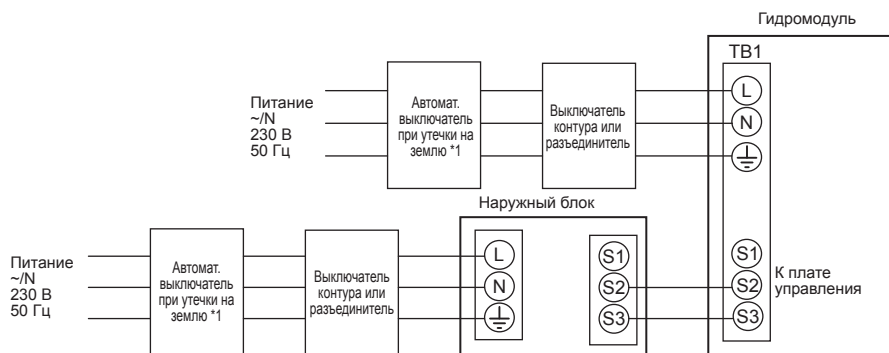 Гидромодуль
TB1
Питание
~/N
230 В
50 Гц
Автомат.
выключатель
при утечки на
землю *1
Выключатель
контура или
разъединитель
L
N
Наружный блок
Питание
~/N
230 В
50 Гц
Автомат.
выключатель
при утечки на
землю *1
Выключатель
контура или
разъединитель
L
N
S1
S2
S3
S1
S2
S3
К плате
управления